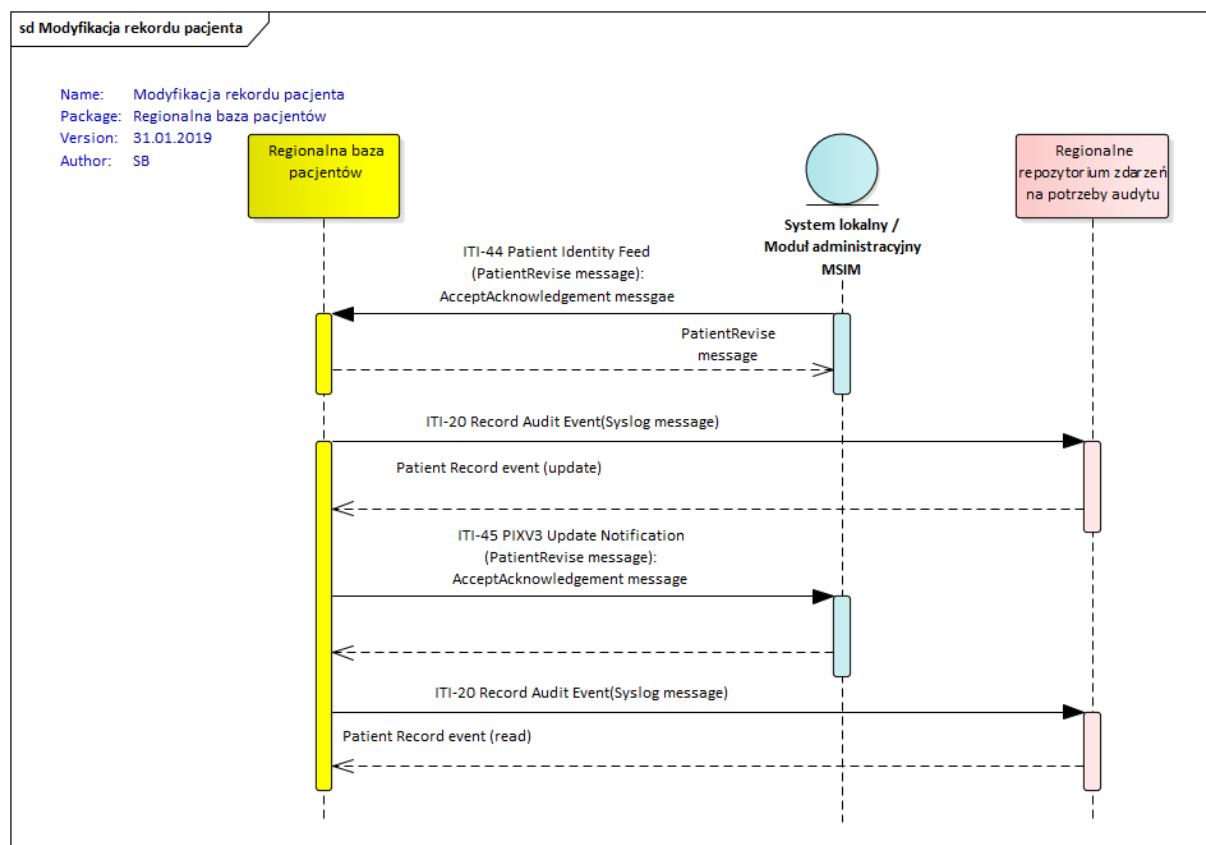 sd Modyfikacja rekordu pacjenta
Name: Modyfikacja rekordu pacjenta
Package: Regionalna baza pacjentów
Version: 31.01.2019
Author: SB
Regionalna baza
pacjentów
System lokalny /
Moduł administracyjny
MSIM
Regionalne
repozytorium zdarzeń
na potrzeby audytu
ITI-44 Patient Identity Feed
(PatientRevise message):
AcceptAcknowledgement messgae
PatientRevise
message
ITI-20 Record Audit Event(Syslog message)
Patient Record event (update)
ITI-45 PIXV3 Update Notification
(PatientRevise message):
AcceptAcknowledgement message
ITI-20 Record Audit Event(Syslog message)
Patient Record event (read)